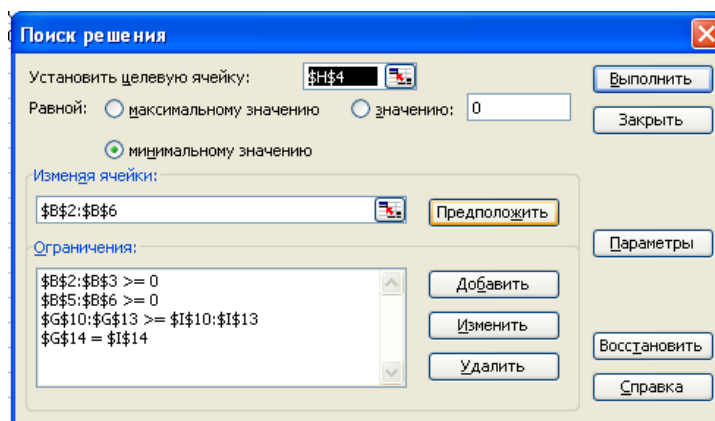 Поиск решения
Установить целевую ячейку: $H$4
Выполнить
Равной: максимальному значению значению: 0
Закрыть
минимальному значению
Изменяя ячейки:
$B$2:$B$6
Предположить
Параметры
Ограничения:
$B$2:$B$3 >= 0
$B$5:$B$6 >= 0
$G$10:$G$13 >= $I$10:$I$13
$G$14 = $I$14
Добавить
Изменить
Удалить
Восстановить
Справка